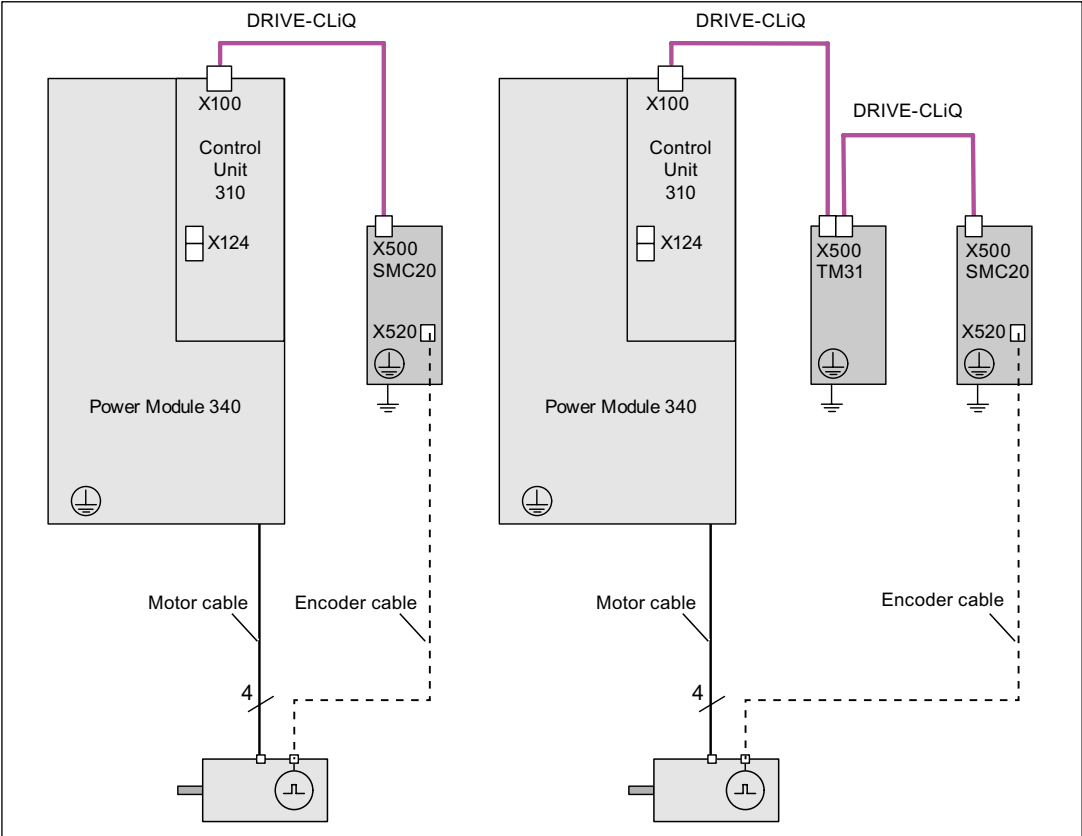 DRIVE-CLiQ
X100
Control
Unit
310
X124
X500
SMC20
X520
Power Module 340
Motor cable
Encoder cable
4
DRIVE-CLiQ
DRIVE-CLiQ
X100
Control
Unit
310
X124
X500
TM31
X500
SMC20
X520
Power Module 340
Motor cable
Encoder cable
4